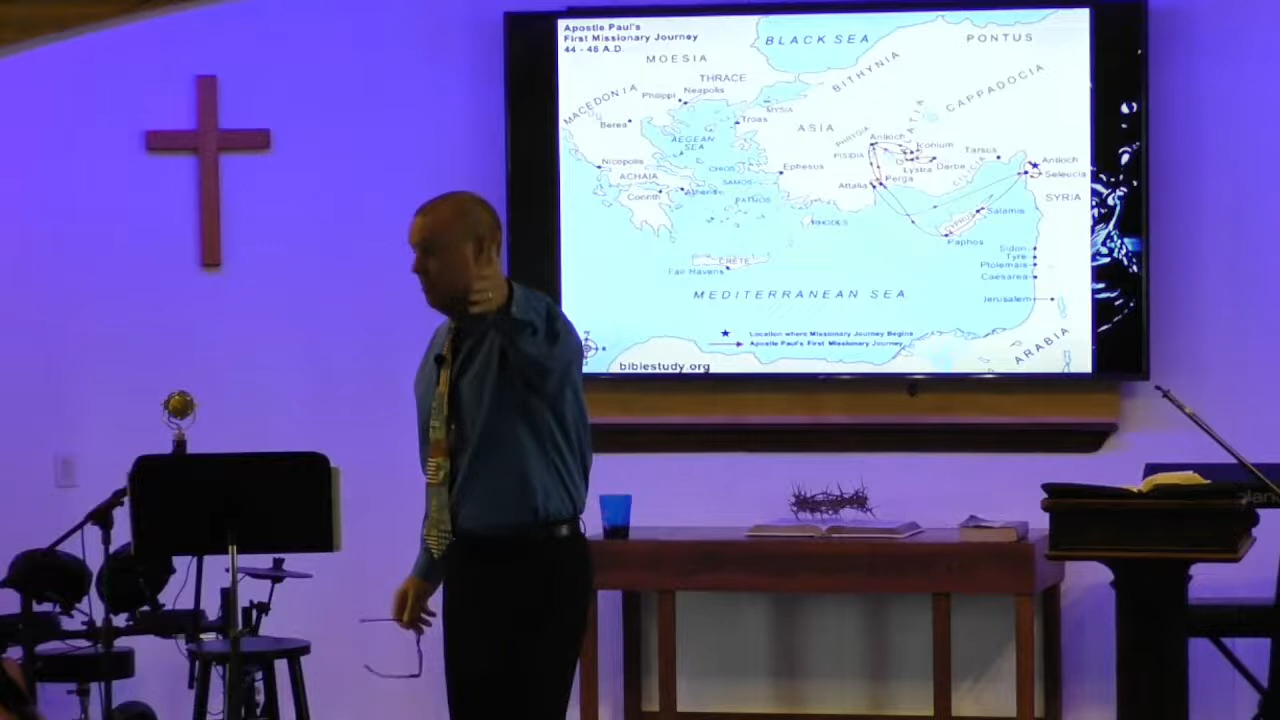 Apostle Paul's
First Missionary Journey
44 - 46 A.D.
BLACK SEA
PONTUS
MOESIA
THRACE
BITHYNIA
CAPPADOCIA
MACEDONIA
Philippi
Neapolis
MYSIA
Berea
Troas
ASIA
AEGEAN
SEA
PHRYGIA
Antioch
PISIDIA
Iconium
Lystra
Derbe
Tarsus
CILICIA
Antioch
Seleucia
SYRIA
Nicopolis
ACHAIA
Corinth
Athens
CHIOS
SAMOS
PATMOS
Ephesus
Attalia
Perga
RHODES
CYPRUS
Salamis
Paphos
CRETE
Fair Havens
Sidon
Tyre
Ptolemais
Caesarea
Jerusalem
MEDITERRANEAN SEA
ARABIA
Location where Missionary Journey Begins
Apostle Paul's First Missionary Journey
biblestudy.org